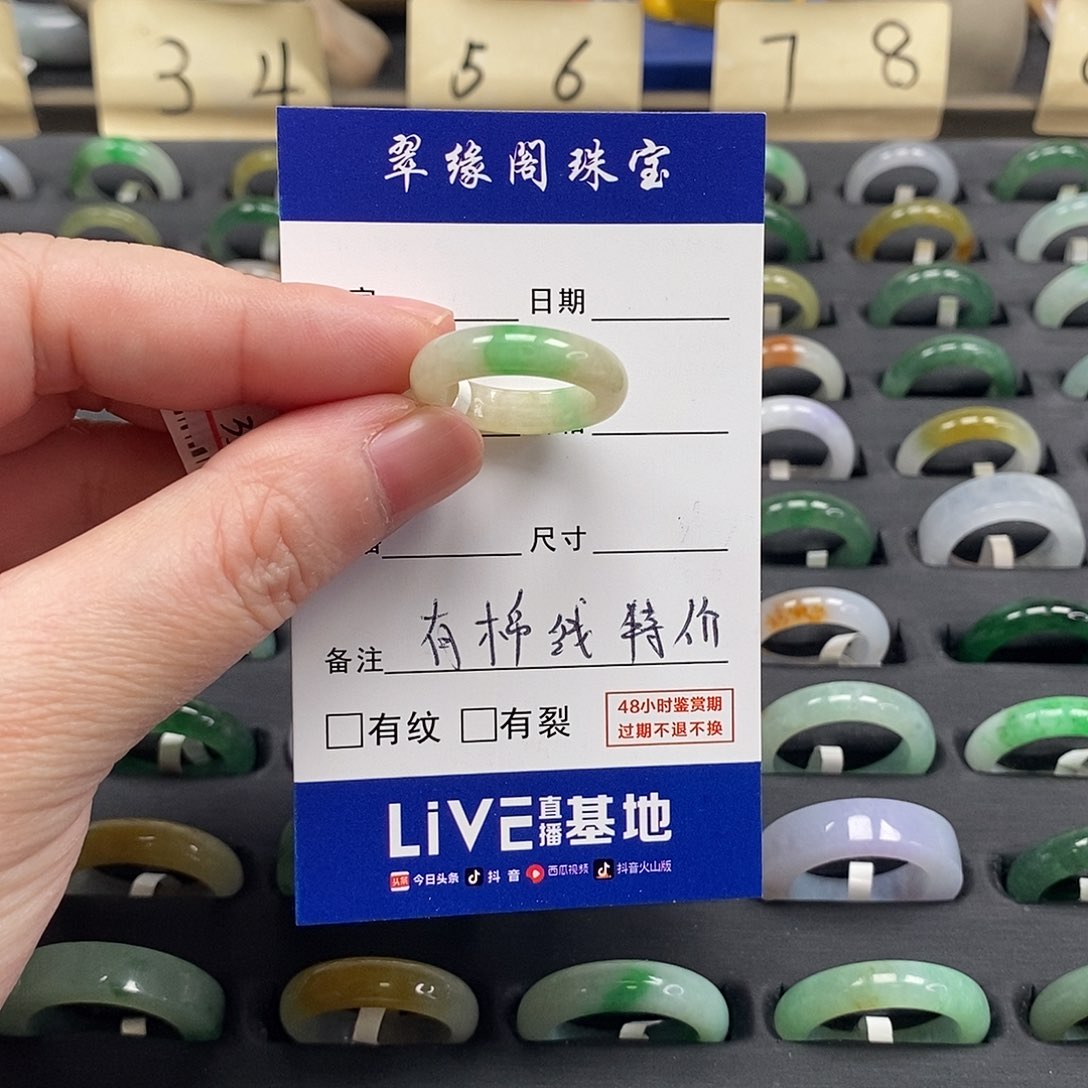 3 4
5 6
7 8
翠缘阁珠宝
日期
尺寸
备注 有棉线 特价
□有纹 □有裂
48小时鉴赏期
过期不退不换
LiVE直播基地
头条 今日头条 抖音 西瓜视频 抖音火山版